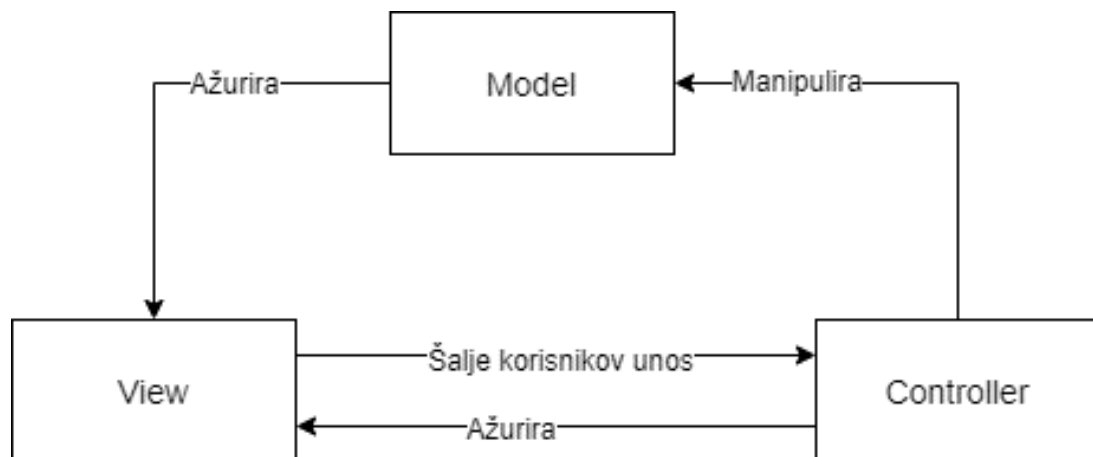 Ažurira
Model
Manipulira
View
Šalje korisnikov unos
Controller
Ažurira